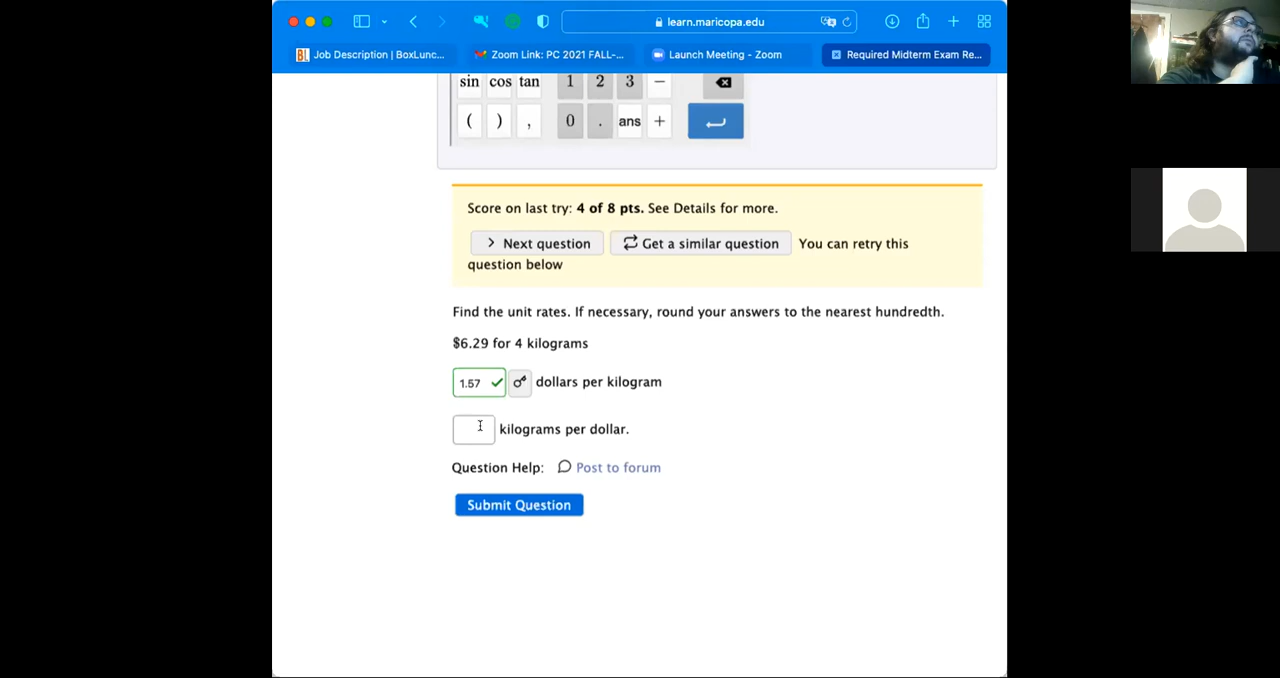 learn.maricopa.edu
BL Job Description | BoxLunc...
Zoom Link: PC 2021 FALL-...
Launch Meeting - Zoom
Required Midterm Exam Re...
sin cos tan 1 2 3 −
( ) , 0 . ans +
Score on last try: 4 of 8 pts. See Details for more.
> Next question Get a similar question You can retry this
question below
Find the unit rates. If necessary, round your answers to the nearest hundredth.
$6.29 for 4 kilograms
1.57 dollars per kilogram
kilograms per dollar.
Question Help: Post to forum
Submit Question